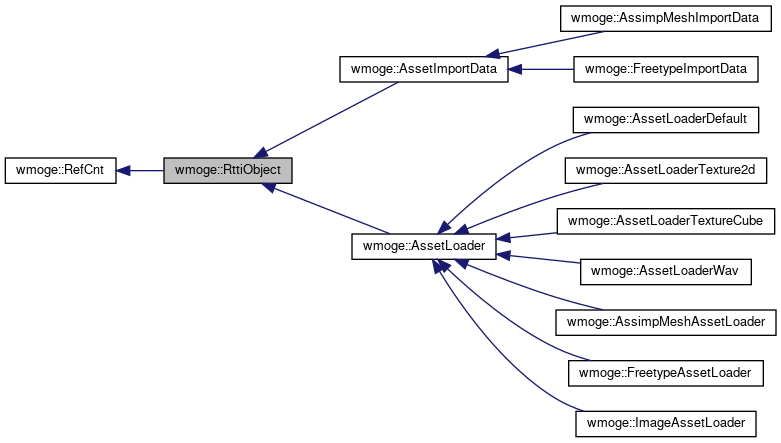 wmoge::RefCnt
wmoge::RttiObject
wmoge::AssetImportData
wmoge::AssimpMeshImportData
wmoge::FreetypeImportData
wmoge::AssetLoader
wmoge::AssetLoaderDefault
wmoge::AssetLoaderTexture2d
wmoge::AssetLoaderTextureCube
wmoge::AssetLoaderWav
wmoge::AssimpMeshAssetLoader
wmoge::FreetypeAssetLoader
wmoge::ImageAssetLoader